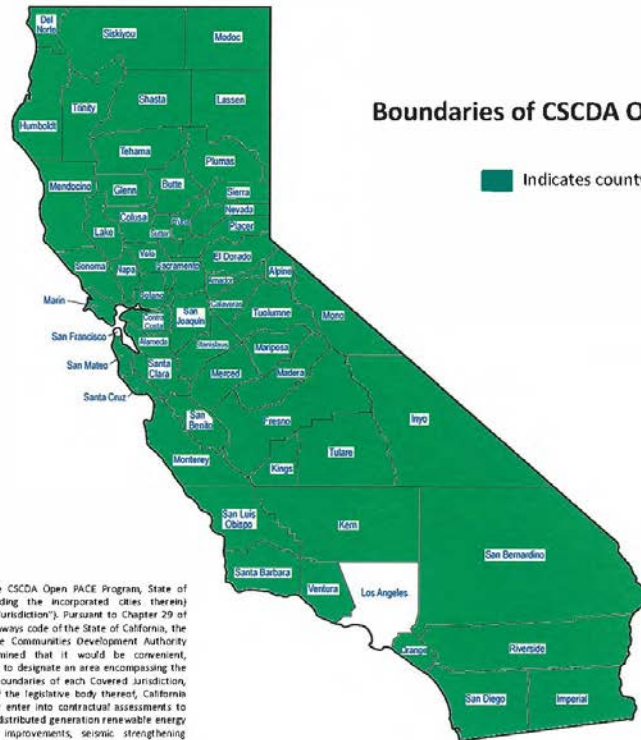 Boundaries of CSCDA O
Indicates county
Del Norte
Siskiyou
Modoc
Humboldt
Trinity
Shasta
Lassen
Tehama
Plumas
Mendocino
Glenn
Butte
Sierra
Nevada
Placer
Colusa
Lake
Sutter
Yuba
Sonoma
Napa
Yolo
Sacramento
El Dorado
Alpine
Amador
Solano
Calaveras
Marin
Contra Costa
San Joaquin
Tuolumne
Mono
San Francisco
Alameda
Stanislaus
Mariposa
San Mateo
Santa Clara
Merced
Madera
Santa Cruz
San Benito
Fresno
Inyo
Monterey
Kings
Tulare
San Luis Obispo
Kern
San Bernardino
Santa Barbara
Ventura
Los Angeles
Orange
Riverside
San Diego
Imperial
CSCDA Open PACE Program, State of
ding the incorporated cities therein)
urisdiction"). Pursuant to Chapter 29 of
ways code of the State of California, the
e Communities Development Authority
mined that it would be convenient,
to designate an area encompassing the
oundaries of each Covered Jurisdiction,
f the legislative body thereof, California
enter into contractual assessments to
distributed generation renewable energy
improvements, seismic strengthening